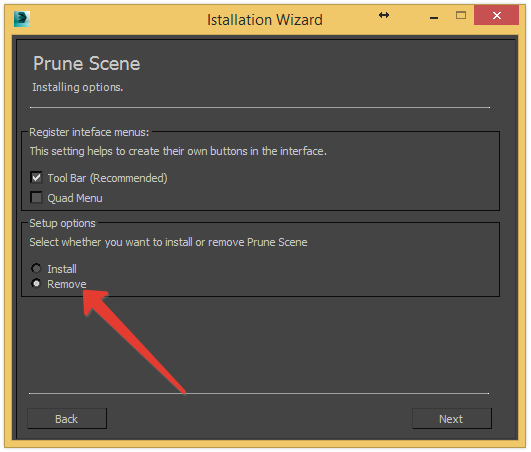 Istallation Wizard
Prune Scene
Installing options.
Register inteface menus:
This setting helps to create their own buttons in the interface.
Tool Bar (Recommended)
Quad Menu
Setup options
Select whether you want to install or remove Prune Scene
Install
Remove
Back
Next